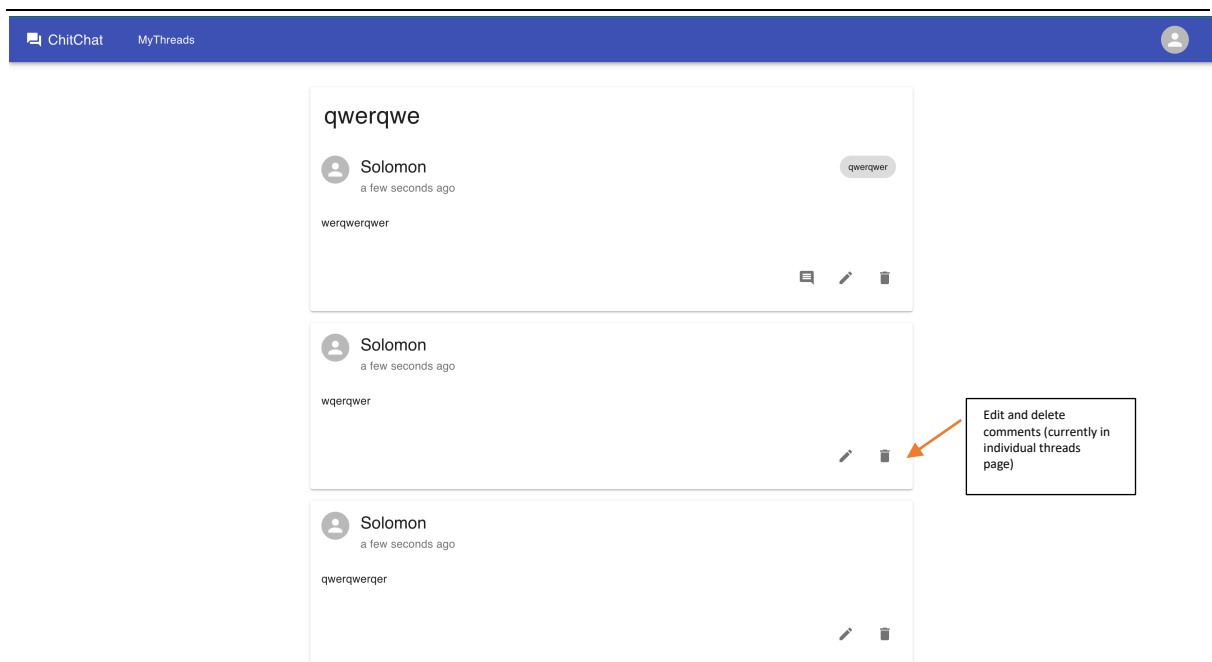 ChitChat MyThreads
qwerqwe
Solomon
qwerqwer
a few seconds ago
werqwerqwer
Solomon
a few seconds ago
wqerqwer
Edit and delete
comments (currently in
individual threads
page)
Solomon
a few seconds ago
qwerqwerqer